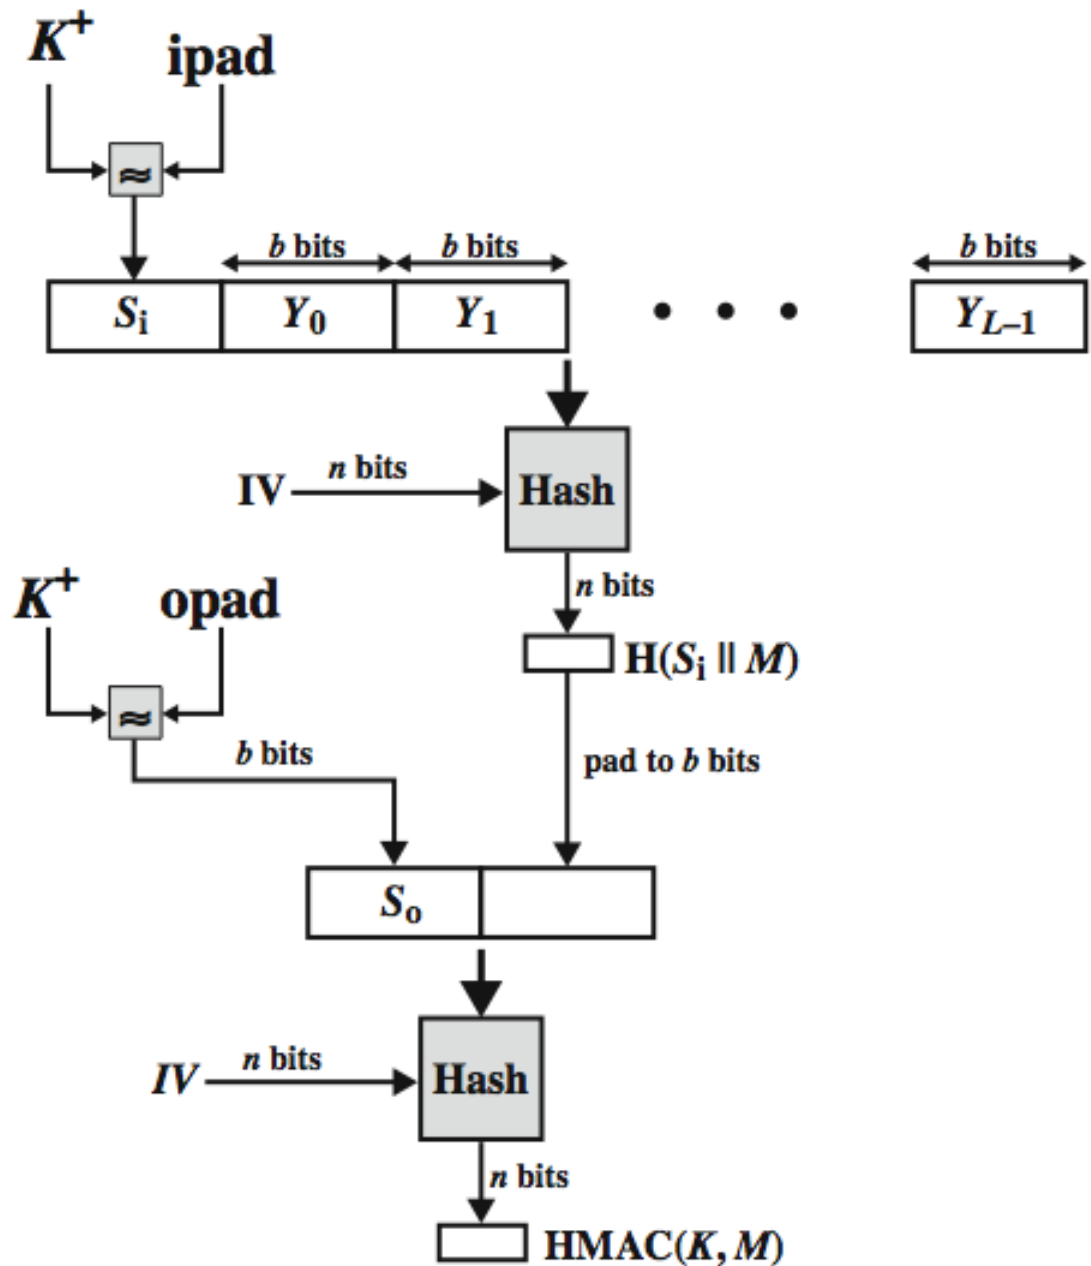 K⁺ ipad
≈
b bits b bits b bits
Sᵢ Y₀ Y₁ • • • Y_{L–1}
IV n bits Hash
n bits
K⁺ opad
H(Sᵢ || M)
≈
b bits
pad to b bits
Sₒ
IV n bits Hash
n bits
HMAC(K, M)